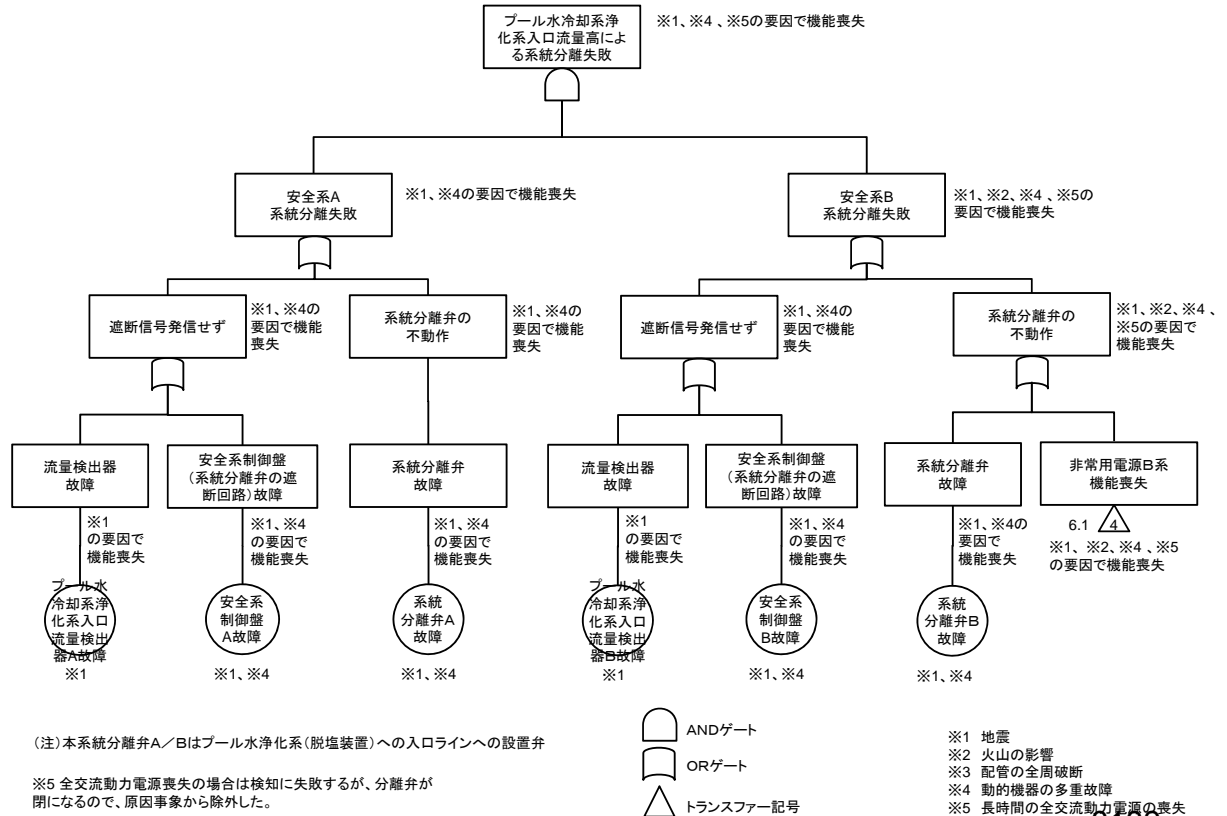 プール水冷却系浄
化系入口流量高によ
る系統分離失敗
※1、※4 、※5の要因で機能喪失
安全系A
系統分離失敗
※1、※4の要因で機能喪失
安全系B
系統分離失敗
※1、※2、※4 、※5の
要因で機能喪失
遮断信号発信せず
※1、※4の
要因で機能
喪失
系統分離弁の
不動作
※1、※4の
要因で機能
喪失
遮断信号発信せず
※1、※4の
要因で機能
喪失
系統分離弁の
不動作
※1、※2、※4 、
※5の要因で
機能喪失
流量検出器
故障
安全系制御盤
(系統分離弁の遮
断回路)故障
系統分離弁
故障
流量検出器
故障
安全系制御盤
(系統分離弁の遮
断回路)故障
系統分離弁
故障
非常用電源B系
機能喪失
※1
の要因で
機能喪失
※1、※4
の要因で
機能喪失
※1、※4
の要因で
機能喪失
※1
の要因で
機能喪失
※1、※4
の要因で
機能喪失
※1、※4の
要因で
機能喪失
6.1 4
※1、※2、※4 、※5
の要因で機能喪失
プール水
冷却系浄
化系入口
流量検出
器A故障
安全系
制御盤
A故障
系統
分離弁A
故障
プール水
冷却系浄
化系入口
流量検出
器B故障
安全系
制御盤
B故障
系統
分離弁B
故障
※1
※1、※4
※1、※4
※1
※1、※4
※1、※4
(注)本系統分離弁A/Bはプール水浄化系(脱塩装置)への入口ラインへの設置弁
※5 全交流動力電源喪失の場合は検知に失敗するが、分離弁が
閉になるので、原因事象から除外した。
ANDゲート
ORゲート
トランスファー記号
※1 地震
※2 火山の影響
※3 配管の全周破断
※4 動的機器の多重故障
※5 長時間の全交流動力電源の喪失